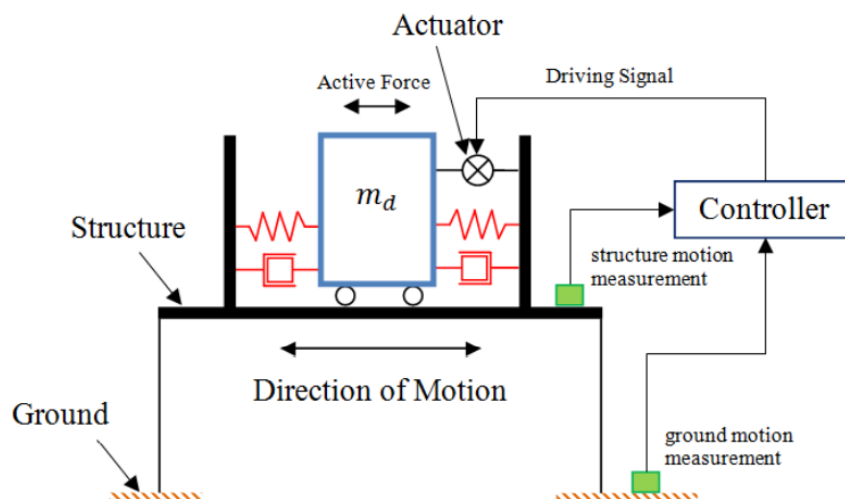 Actuator
Driving Signal
Active Force
m_d
Controller
Structure
structure motion
measurement
Direction of Motion
Ground
ground motion
measurement